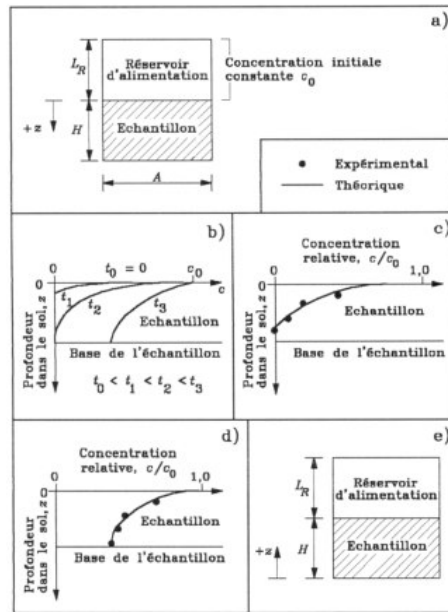 a)
L_R
Réservoir
d'alimentation
Concentration initiale
constante c_0
+z
H
Echantillon
A
Expérimental
Théorique
b)
0
t_0 = 0
c_0
c
0
t_1
t_2
t_3
Echantillon
Base de l'échantillon
Profondeur
dans le sol, z
t_0 < t_1 < t_2 < t_3
c)
Concentration
relative, c/c_0
0
1,0
0
Echantillon
Base de l'échantillon
Profondeur
dans le sol, z
d)
Concentration
relative, c/c_0
0
1,0
0
Echantillon
Base de l'échantillon
Profondeur
dans le sol, z
e)
L_R
Réservoir
d'alimentation
+z
H
Echantillon